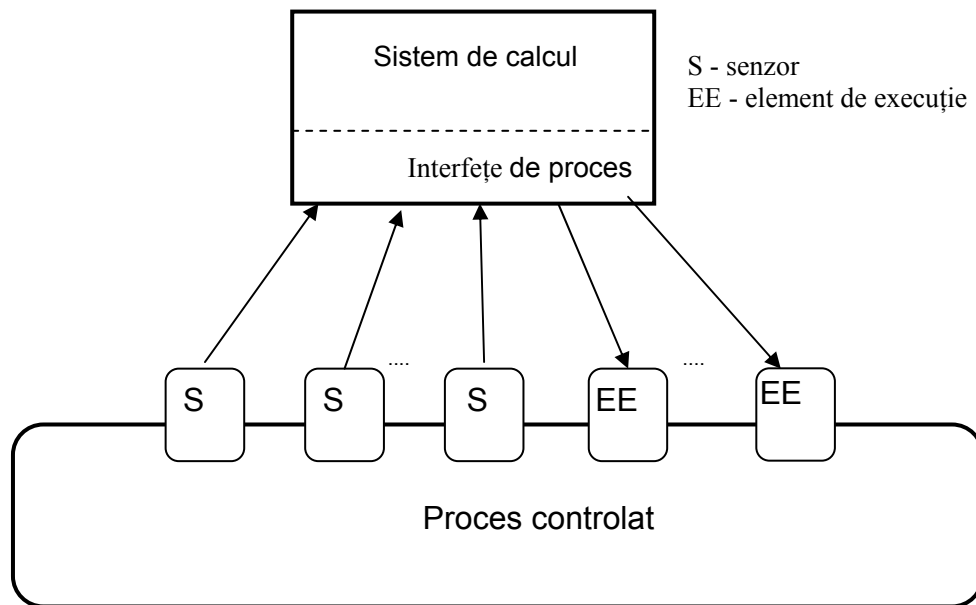 Sistem de calcul
S - senzor
EE - element de execuție
Interfețe de proces
....
....
S
S
S
EE
EE
Proces controlat